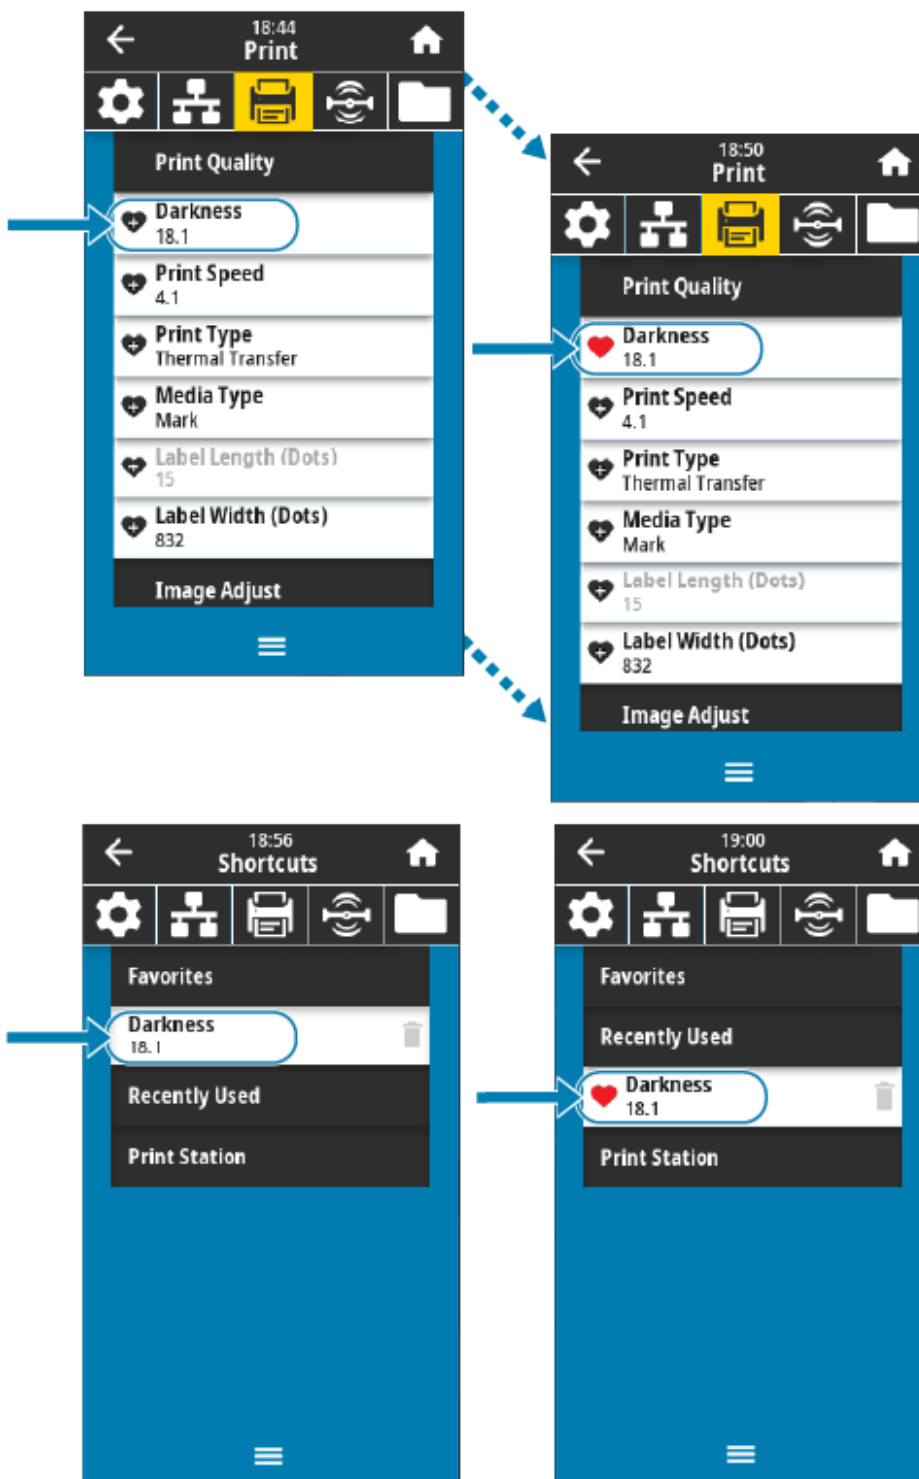 18:44
Print
Print Quality
Darkness
18.1
Print Speed
4.1
Print Type
Thermal Transfer
Media Type
Mark
Label Length (Dots)
15
Label Width (Dots)
832
Image Adjust
18:50
Print
Print Quality
Darkness
18.1
Print Speed
4.1
Print Type
Thermal Transfer
Media Type
Mark
Label Length (Dots)
15
Label Width (Dots)
832
Image Adjust
18:56
Shortcuts
Favorites
Darkness
18.1
Recently Used
Print Station
19:00
Shortcuts
Favorites
Recently Used
Darkness
18.1
Print Station